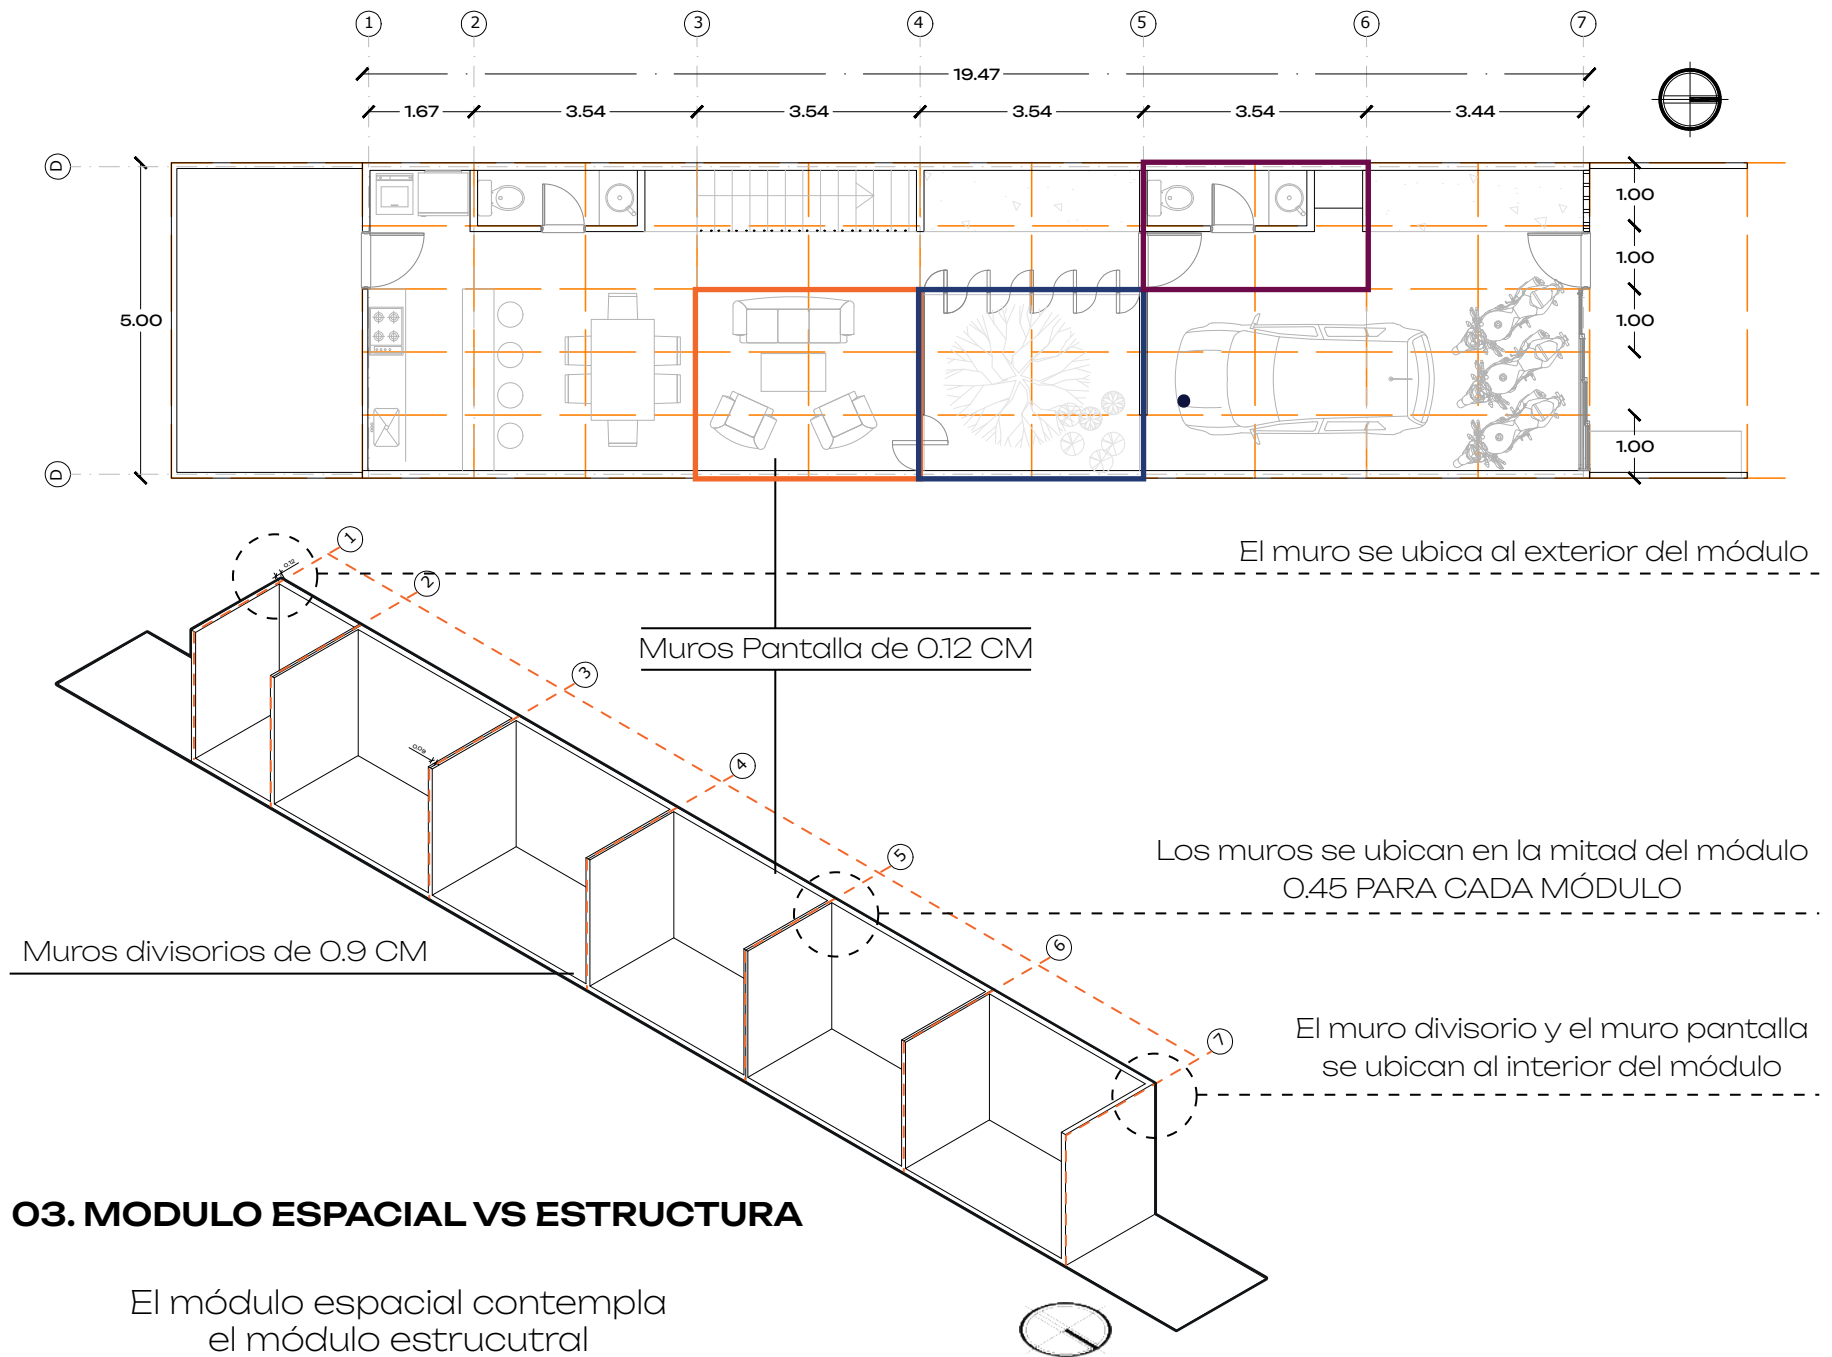 1 2 3 4 5 6 7
19.47
1.67 3.54 3.54 3.54 3.54 3.44
D
5.00
D
1.00
1.00
1.00
1.00
El muro se ubica al exterior del módulo
0.12
1
2
3
4
5
6
7
Muros Pantalla de 0.12 CM
0.09
Los muros se ubican en la mitad del módulo
0.45 PARA CADA MÓDULO
Muros divisorios de 0.9 CM
El muro divisorio y el muro pantalla
se ubican al interior del módulo
03. MODULO ESPACIAL VS ESTRUCTURA
El módulo espacial contempla
el módulo estrucutral